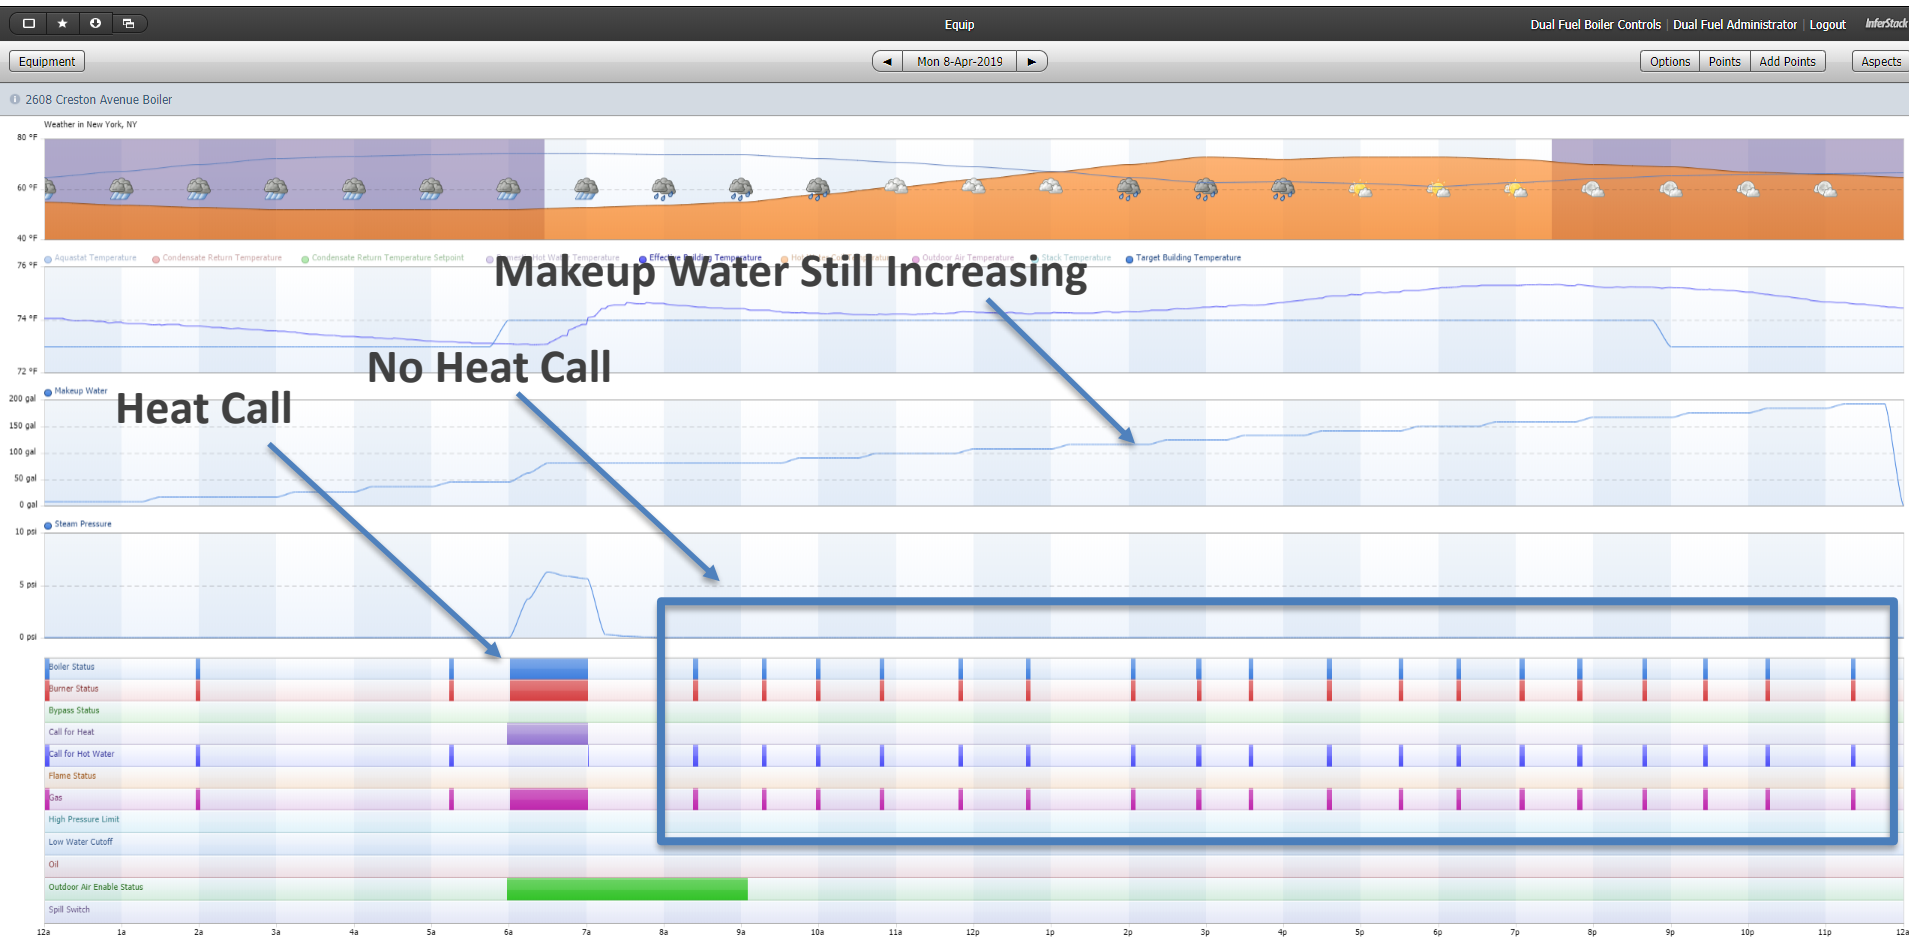 Equip
Dual Fuel Boiler Controls | Dual Fuel Administrator | Logout
InferStack
Equipment
Mon 8-Apr-2019
Options Points Add Points
Aspects
2608 Creston Avenue Boiler
Weather in New York, NY
80 °F
60 °F
40 °F
Aquastat Temperature Condensate Return Temperature Condensate Return Temperature Setpoint Hot Water Temperature Effective Building Temperature Outdoor Air Temperature Stack Temperature Target Building Temperature
76 °F
Makeup Water Still Increasing
74 °F
No Heat Call
72 °F
Makeup Water
Heat Call
200 gal
150 gal
100 gal
50 gal
0 gal
Steam Pressure
10 psi
5 psi
0 psi
Boiler Status
Burner Status
Bypass Status
Call for Heat
Call for Hot Water
Flame Status
Gas
High Pressure Limit
Low Water Cutoff
Oil
Outdoor Air Enable Status
Spill Switch
12a 1a 2a 3a 4a 5a 6a 7a 8a 9a 10a 11a 12p 1p 2p 3p 4p 5p 6p 7p 8p 9p 10p 11p 12a